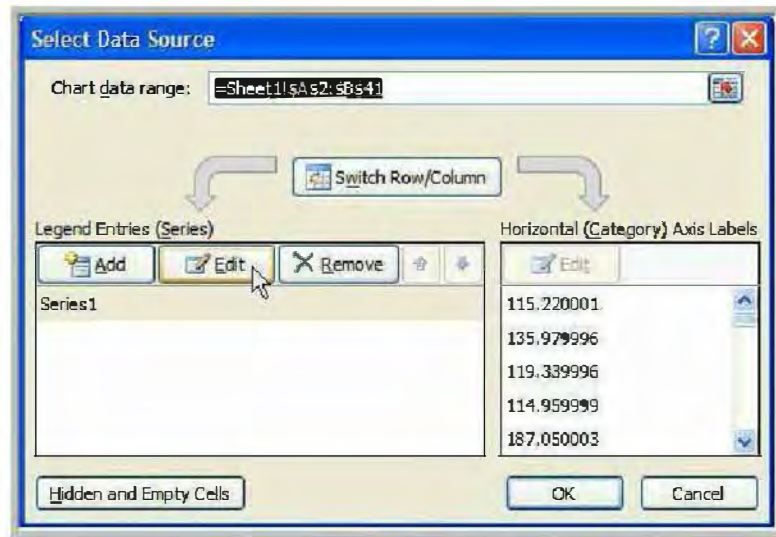 Select Data Source
Chart data range: =Sheet1!$A$2:$B$41
Switch Row/Column
Legend Entries (Series)
Horizontal (Category) Axis Labels
Add Edit Remove
Edit
Series1
115.220001
135.979996
119.339996
114.959999
187.050003
Hidden and Empty Cells
OK Cancel